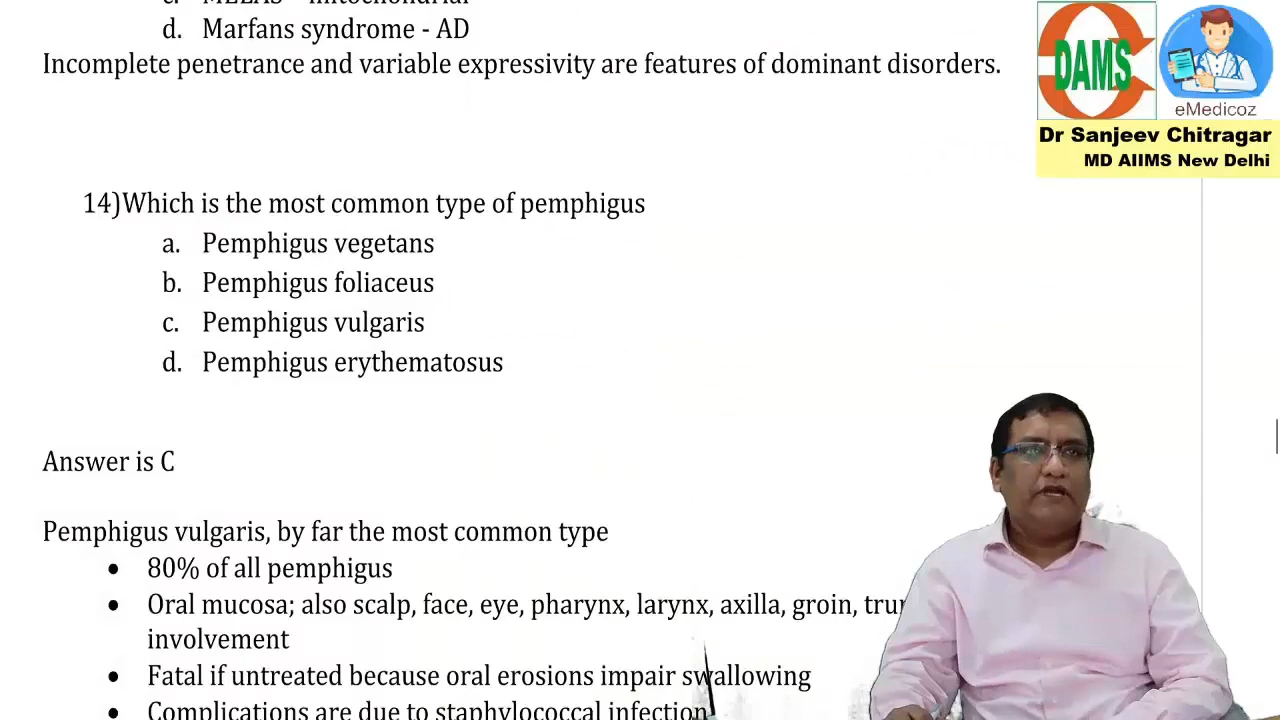 d. Marfans syndrome - AD
Incomplete penetrance and variable expressivity are features of dominant disorders.
DAMS
eMedicoz
Dr Sanjeev Chitragar
MD AIIMS New Delhi
14)Which is the most common type of pemphigus
a. Pemphigus vegetans
b. Pemphigus foliaceus
c. Pemphigus vulgaris
d. Pemphigus erythematosus
Answer is C
Pemphigus vulgaris, by far the most common type
• 80% of all pemphigus
• Oral mucosa; also scalp, face, eye, pharynx, larynx, axilla, groin,
involvement
• Fatal if untreated because oral erosions impair swallowing
• Complications are due to staphylococcal infection